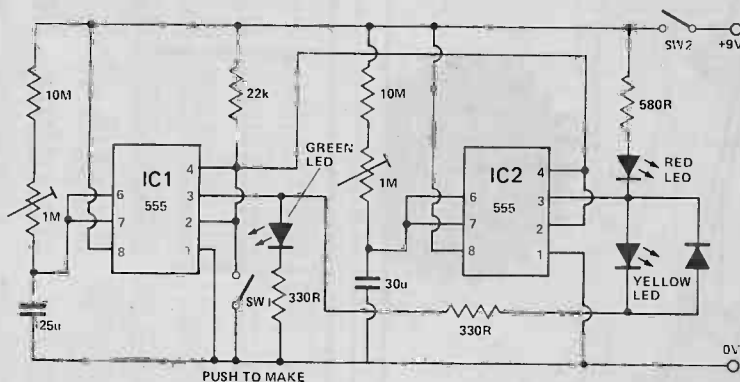 SW2
+9V
10M
22k
10M
580R
GREEN
LED
IC1
555
4
3
2
1
6
7
8
1M
IC2
555
4
3
2
1
6
7
8
1M
RED
LED
YELLOW
LED
25u
SW1
330R
30u
330R
0V
PUSH TO MAKE